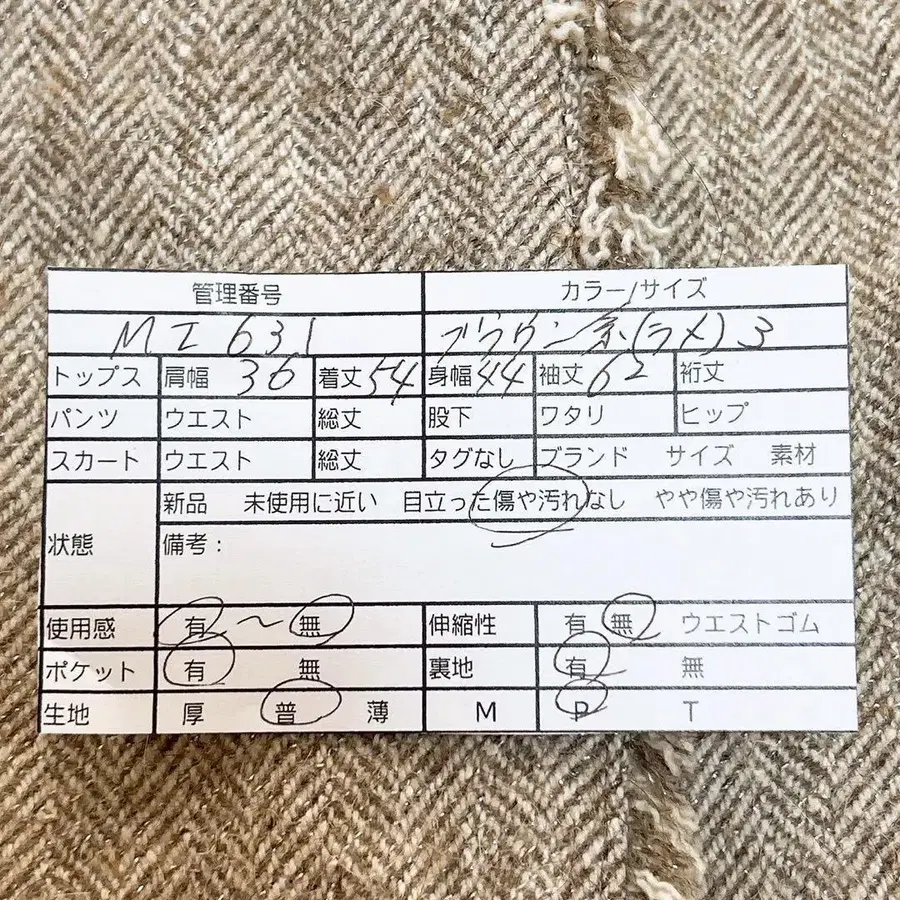 管理番号 カラー/サイズ
MI 631 ブラウン系(ラメ) 3
トップス 肩幅 36 着丈 54 身幅 44 袖丈 62 裄丈
パンツ ウエスト 総丈 股下 ワタリ ヒップ
スカート ウエスト 総丈 タグなし ブランド サイズ 素材
状態 新品 未使用に近い 目立った傷や汚れなし やや傷や汚れあり
備考:
使用感 有 〜 無 伸縮性 有 無 ウエストゴム
ポケット 有 無 裏地 有 無
生地 厚 普 薄 M P T